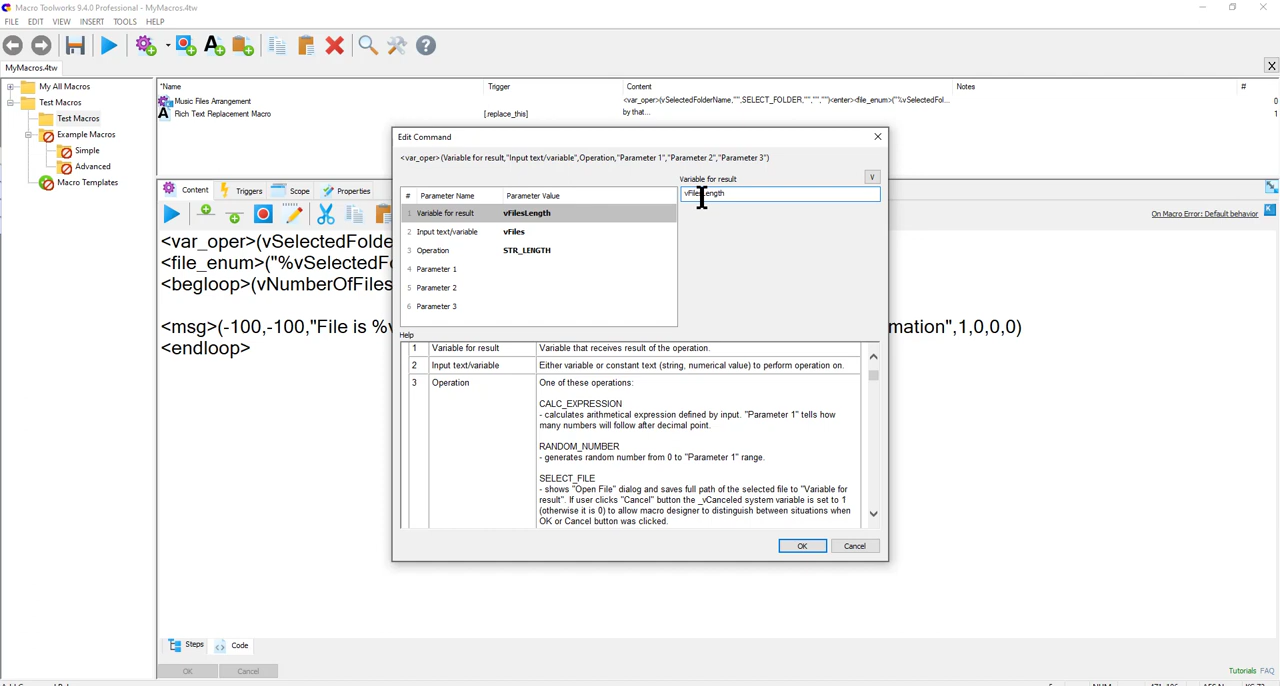 Macro Toolworks 9.4.0 Professional - MyMacros.4tw
FILE EDIT VIEW INSERT TOOLS HELP
MyMacros.4tw
My All Macros
Test Macros
Test Macros
Example Macros
Simple
Advanced
Macro Templates
*Name Trigger Content Notes #
Music Files Arrangement <var_oper>(vSelectedFolderName,"",SELECT_FOLDER,"","","")<enter><file_enum>("%vSelectedFol... 0
Rich Text Replacement Macro [.replace_this] by that... 1
Content Triggers Scope Properties
On Macro Error: Default behavior
<var_oper>(vSelectedFolde
<file_enum>("%vSelectedFo
<begloop>(vNumberOfFiles
<msg>(-100,-100,"File is %v mation",1,0,0,0)
<endloop>
Edit Command
<var_oper>(Variable for result,"Input text/variable",Operation,"Parameter 1","Parameter 2","Parameter 3")
Variable for result
V
vFilesLength
# Parameter Name Parameter Value
1 Variable for result vFilesLength
2 Input text/variable vFiles
3 Operation STR_LENGTH
4 Parameter 1
5 Parameter 2
6 Parameter 3
Help
1 Variable for result Variable that receives result of the operation.
2 Input text/variable Either variable or constant text (string, numerical value) to perform operation on.
3 Operation One of these operations:
CALC_EXPRESSION
- calculates arithmetical expression defined by input. "Parameter 1" tells how
many numbers will follow after decimal point.
RANDOM_NUMBER
- generates random number from 0 to "Parameter 1" range.
SELECT_FILE
- shows "Open File" dialog and saves full path of the selected file to "Variable for
result". If user clicks "Cancel" button the _vCanceled system variable is set to 1
(otherwise it is 0) to allow macro designer to distinguish between situations when
OK or Cancel button was clicked.
OK Cancel
Steps Code
OK Cancel
Tutorials FAQ